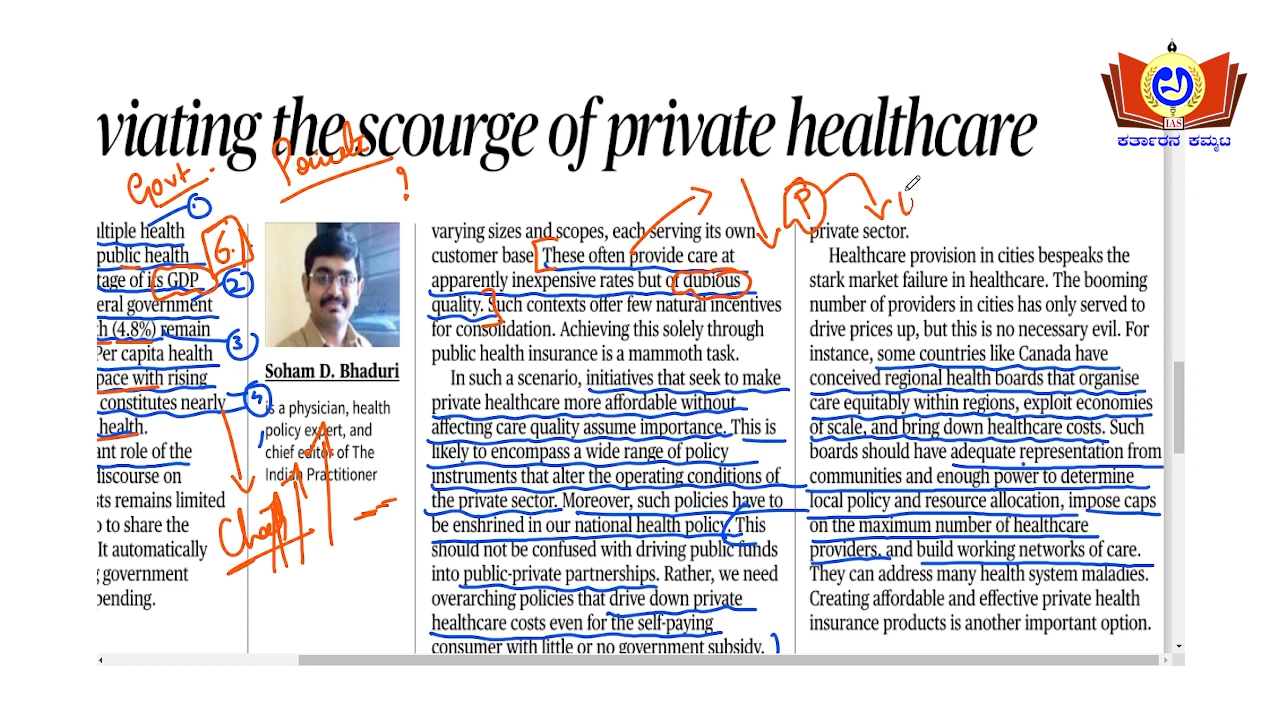 viating the scourge of private healthcare
IAS
ಕರ್ತಾರನ ಕಮ್ಮಟ
Govt.
Private
?
1
G.
2
3
4
P
ultiple health
public health
tage of its GDP
eral government
h (4.8%) remain
Per capita health
pace with rising
constitutes nearly
health.
ant role of the
discourse on
sts remains limited
o to share the
It automatically
g government
pending.
Soham D. Bhaduri
is a physician, health
policy expert, and
chief editor of The
Indian Practitioner
varying sizes and scopes, each serving its own
customer base. These often provide care at
apparently inexpensive rates but of dubious
quality. Such contexts offer few natural incentives
for consolidation. Achieving this solely through
public health insurance is a mammoth task.
In such a scenario, initiatives that seek to make
private healthcare more affordable without
affecting care quality assume importance. This is
likely to encompass a wide range of policy
instruments that alter the operating conditions of
the private sector. Moreover, such policies have to
be enshrined in our national health policy. This
should not be confused with driving public funds
into public-private partnerships. Rather, we need
overarching policies that drive down private
healthcare costs even for the self-paying
consumer with little or no government subsidy.
private sector.
Healthcare provision in cities bespeaks the
stark market failure in healthcare. The booming
number of providers in cities has only served to
drive prices up, but this is no necessary evil. For
instance, some countries like Canada have
conceived regional health boards that organise
care equitably within regions, exploit economies
of scale, and bring down healthcare costs. Such
boards should have adequate representation from
communities and enough power to determine
local policy and resource allocation, impose caps
on the maximum number of healthcare
providers, and build working networks of care.
They can address many health system maladies.
Creating affordable and effective private health
insurance products is another important option.